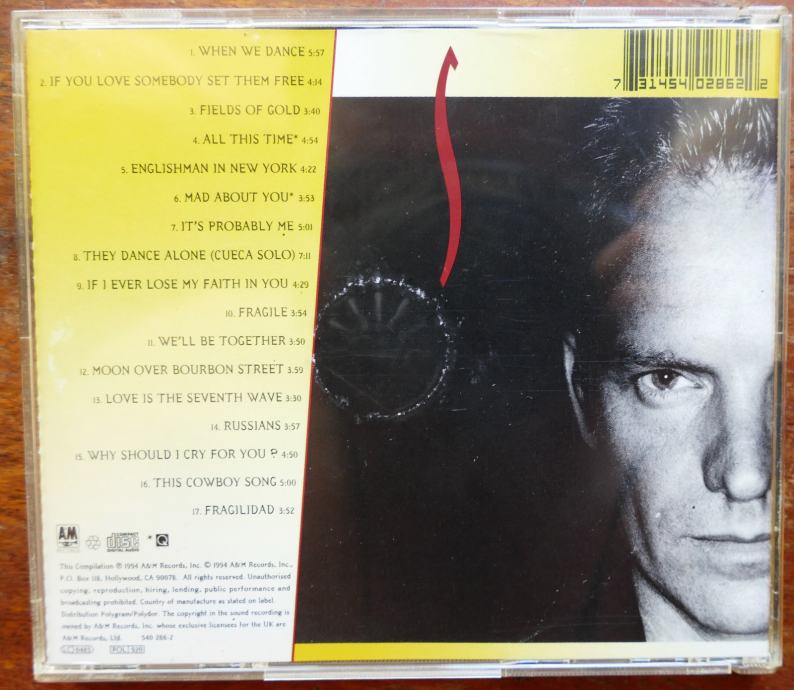 1. WHEN WE DANCE 5:57
2. IF YOU LOVE SOMEBODY SET THEM FREE 4:14
3. FIELDS OF GOLD 3:40
4. ALL THIS TIME* 4:54
5. ENGLISHMAN IN NEW YORK 4:22
6. MAD ABOUT YOU* 3:53
7. IT'S PROBABLY ME 5:01
8. THEY DANCE ALONE (CUECA SOLO) 7:11
9. IF I EVER LOSE MY FAITH IN YOU 4:29
10. FRAGILE 3:54
11. WE'LL BE TOGETHER 3:50
12. MOON OVER BOURBON STREET 3.59
13. LOVE IS THE SEVENTH WAVE 3:30
14. RUSSIANS 3:57
15. WHY SHOULD I CRY FOR YOU ? 4:50
16. THIS COWBOY SONG 5:00
17. FRAGILIDAD 3:52
A&M RECORDS COMPACT disc DIGITAL AUDIO * Q
This Compilation ℗ 1994 A&M Records, Inc. © 1994 A&M Records, Inc.,
P.O. Box 118, Hollywood, CA 90078. All rights reserved. Unauthorised
copying, reproduction, hiring, lending, public performance and
broadcasting prohibited. Country of manufacture as stated on label.
Distribution Polygram/Polydor. The copyright in the sound recording is
owned by A&M Records, Inc. whose exclusive licensees for the UK are
A&M Records, Ltd. 540 286-2
LC 0485 POL 520
7 31454 02862 2